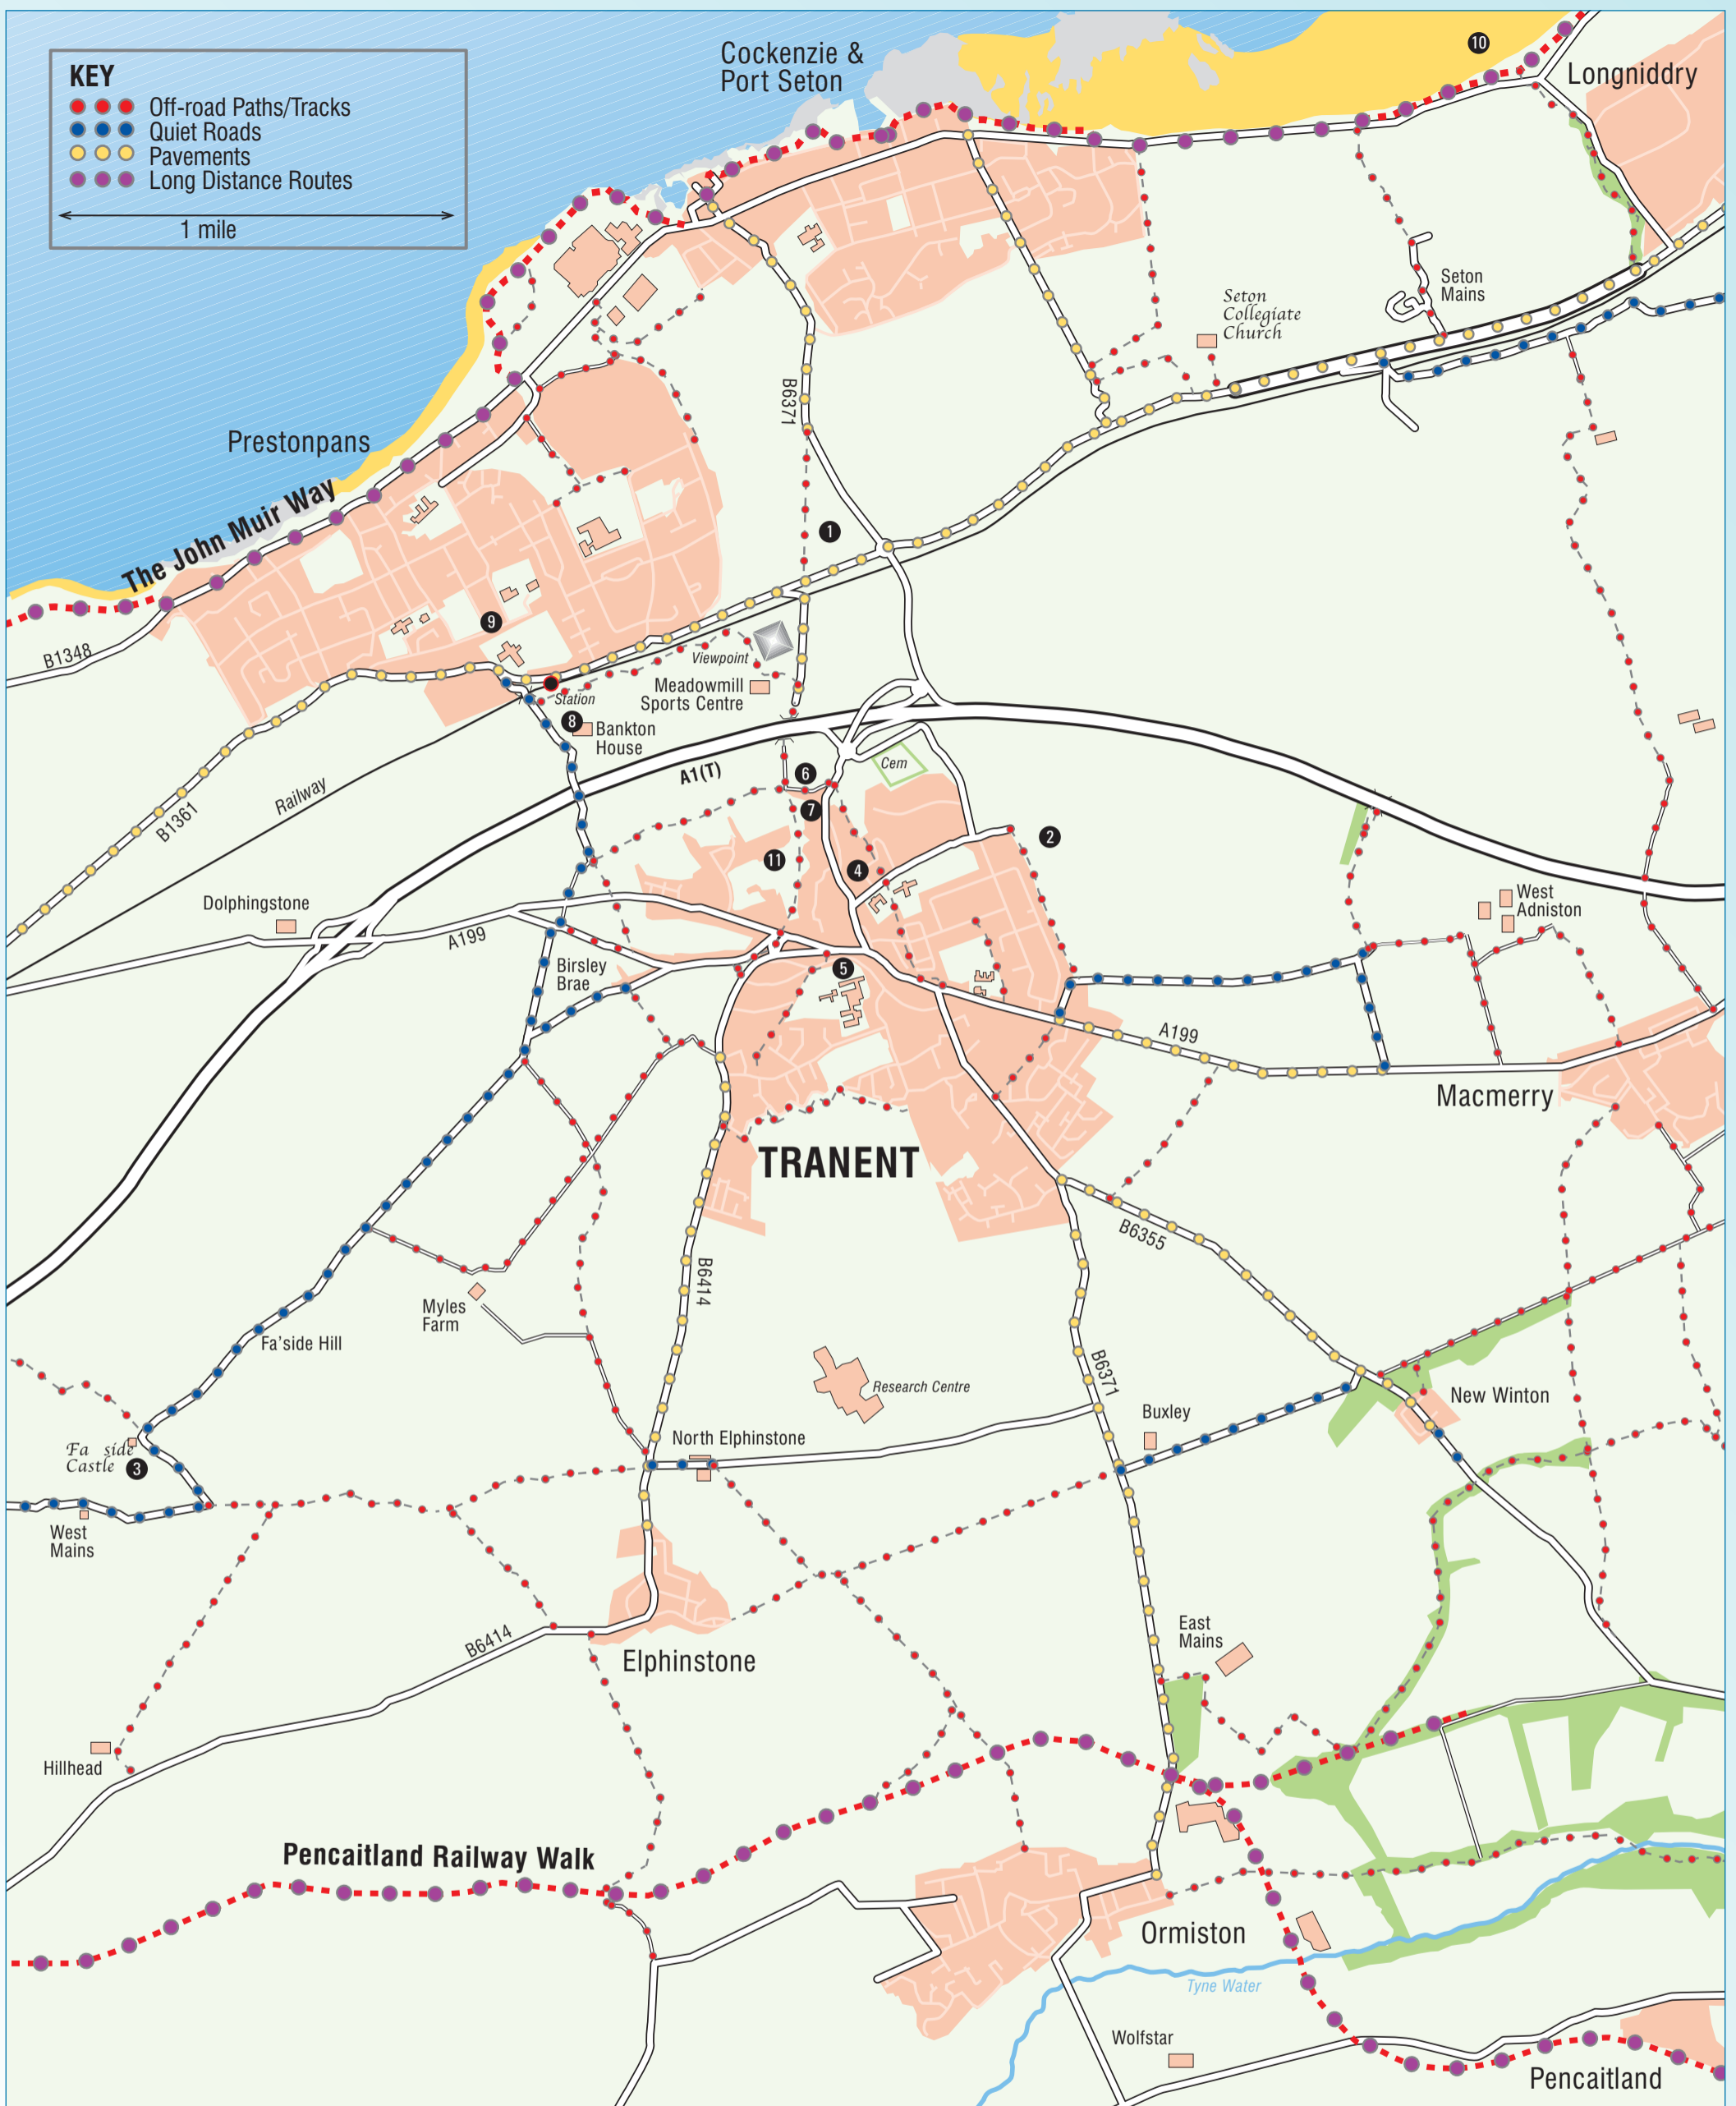 KEY
Off-road Paths/Tracks
Quiet Roads
Pavements
Long Distance Routes
1 mile
Cockenzie &
Port Seton
10
Longniddry
Seton
Mains
Seton
Collegiate
Church
B6371
Prestonpans
The John Muir Way
1
9
B1348
Viewpoint
Meadowmill
Sports Centre
Station
8
Bankton
House
A1(T)
Cem
6
7
Railway
B1361
2
11
4
Dolphingstone
West
Adniston
A199
Birsley
Brae
5
A199
Macmerry
TRANENT
B6355
B6414
Myles
Farm
Fa'side Hill
B6371
Research Centre
New Winton
Buxley
North Elphinstone
Fa side
Castle
3
West
Mains
East
Mains
B6414
Elphinstone
Hillhead
Pencaitland Railway Walk
Ormiston
Tyne Water
Wolfstar
Pencaitland